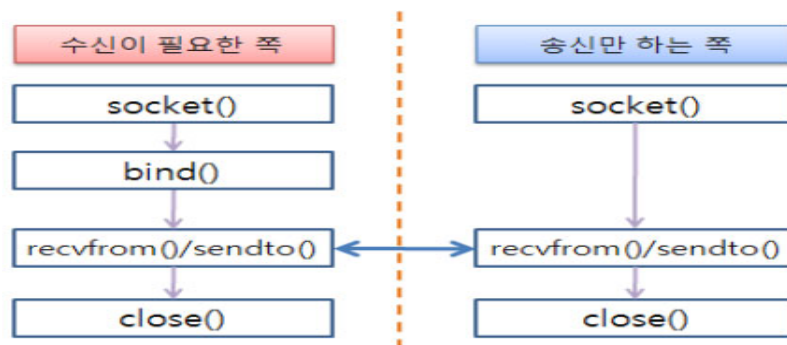 수신이 필요한 쪽
socket()
bind()
recvfrom()/sendto()
close()
송신만 하는 쪽
socket()
recvfrom()/sendto()
close()